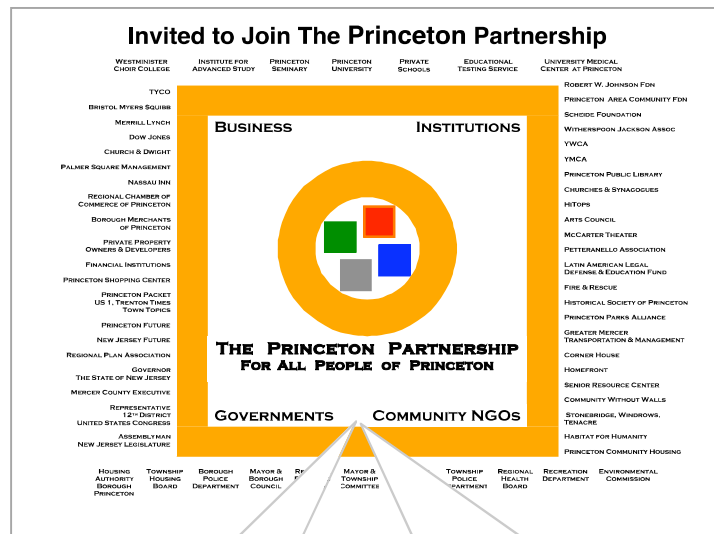 Invited to Join The Princeton Partnership
WESTMINISTER CHOIR COLLEGE
INSTITUTE FOR ADVANCED STUDY
PRINCETON SEMINARY
PRINCETON UNIVERSITY
PRIVATE SCHOOLS
EDUCATIONAL TESTING SERVICE
UNIVERSITY MEDICAL CENTER AT PRINCETON
TYCO
BRISTOL MYERS SQUIBB
MERRILL LYNCH
DOW JONES
CHURCH & DWIGHT
PALMER SQUARE MANAGEMENT
NASSAU INN
REGIONAL CHAMBER OF
COMMERCE OF PRINCETON
BOROUGH MERCHANTS
OF PRINCETON
PRIVATE PROPERTY
OWNERS & DEVELOPERS
FINANCIAL INSTITUTIONS
PRINCETON SHOPPING CENTER
PRINCETON PACKET
US 1, TRENTON TIMES
TOWN TOPICS
PRINCETON FUTURE
NEW JERSEY FUTURE
REGIONAL PLAN ASSOCIATION
GOVERNOR
THE STATE OF NEW JERSEY
MERCER COUNTY EXECUTIVE
REPRESENTATIVE
12TH DISTRICT
UNITED STATES CONGRESS
ASSEMBLYMAN
NEW JERSEY LEGISLATURE
BUSINESS
INSTITUTIONS
THE PRINCETON PARTNERSHIP
FOR ALL PEOPLE OF PRINCETON
GOVERNMENTS
COMMUNITY NGOS
ROBERT W. JOHNSON FDN
PRINCETON AREA COMMUNITY FDN
SCHEIDE FOUNDATION
WITHERSPOON JACKSON ASSOC
YWCA
YMCA
PRINCETON PUBLIC LIBRARY
CHURCHES & SYNAGOGUES
HITOPS
ARTS COUNCIL
MCCARTER THEATER
PETTERANELLO ASSOCIATION
LATIN AMERICAN LEGAL
DEFENSE & EDUCATION FUND
FIRE & RESCUE
HISTORICAL SOCIETY OF PRINCETON
PRINCETON PARKS ALLIANCE
GREATER MERCER
TRANSPORTATION & MANAGEMENT
CORNER HOUSE
HOMEFRONT
SENIOR RESOURCE CENTER
COMMUNITY WITHOUT WALLS
STONEBRIDGE, WINDROWS,
TENACRE
HABITAT FOR HUMANITY
PRINCETON COMMUNITY HOUSING
HOUSING
AUTHORITY
BOROUGH
PRINCETON
TOWNSHIP
HOUSING
BOARD
BOROUGH
POLICE
DEPARTMENT
MAYOR &
BOROUGH
COUNCIL
MAYOR &
TOWNSHIP
COMMITTEE
TOWNSHIP
POLICE
REGIONAL
HEALTH
BOARD
RECREATION
DEPARTMENT
ENVIRONMENTAL
COMMISSION